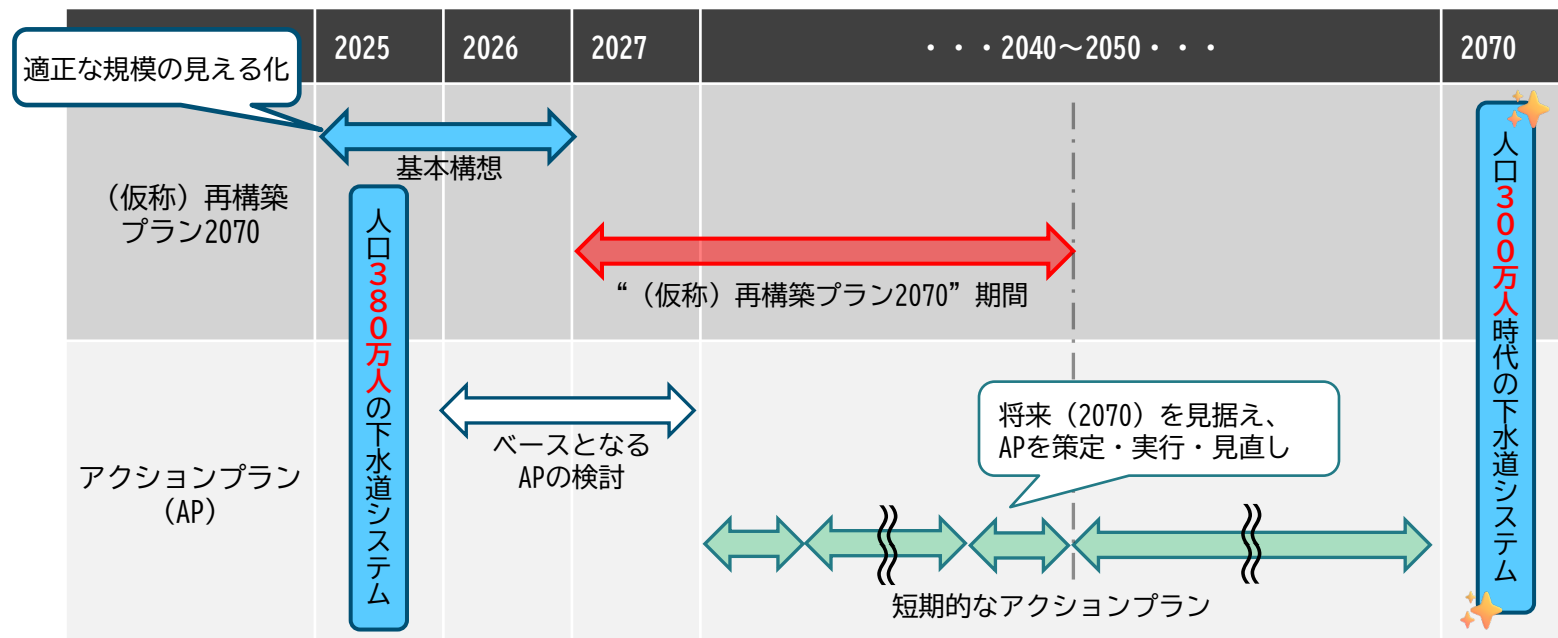 2025
2026
2027
・・・2040～2050・・・
2070
適正な規模の見える化
（仮称）再構築
プラン2070
基本構想
“（仮称）再構築プラン2070”期間
人口380万人の下水道システム
人口300万人時代の下水道システム
アクションプラン
（AP）
ベースとなる
APの検討
将来（2070）を見据え、
APを策定・実行・見直し
短期的なアクションプラン